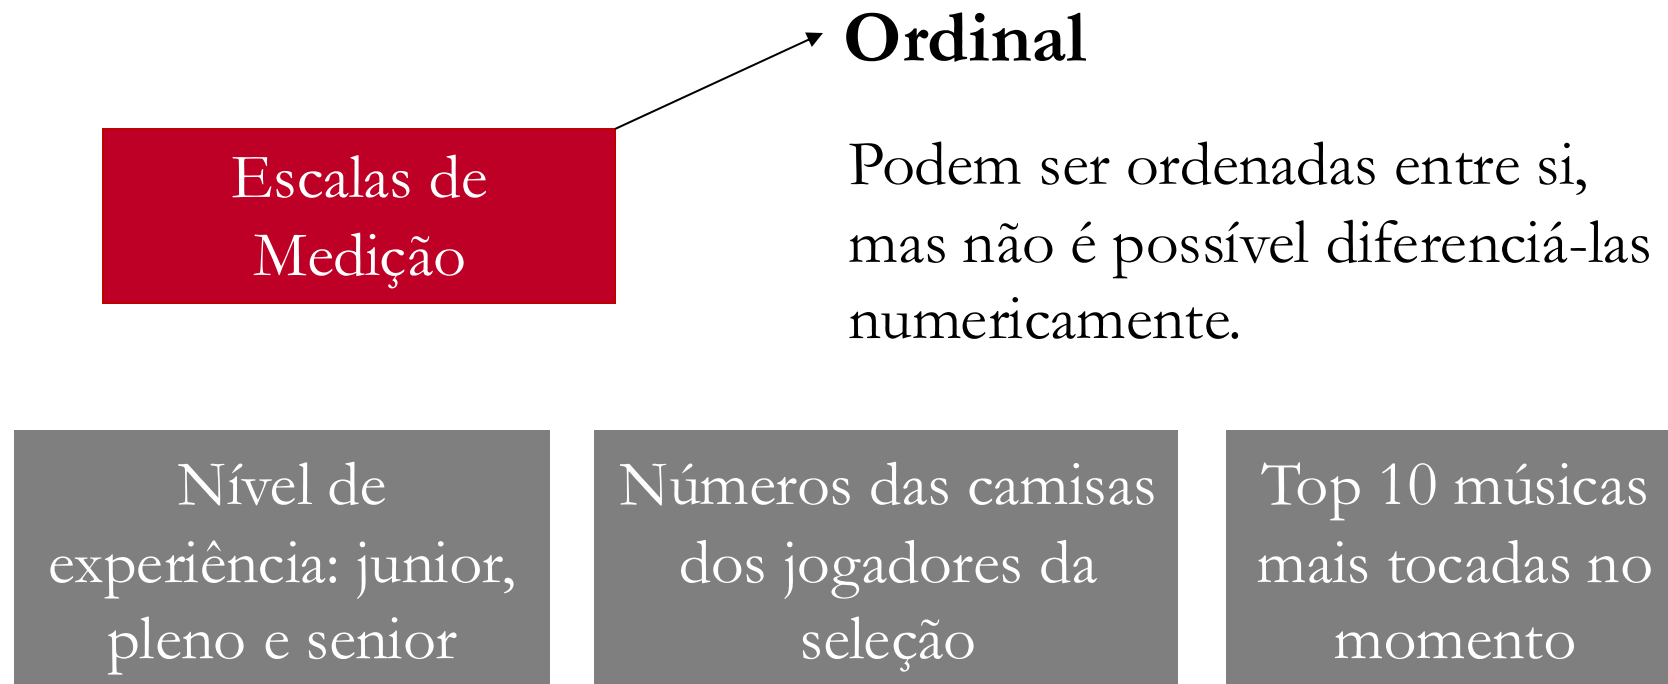 Ordinal
Escalas de
Medição
Podem ser ordenadas entre si,
mas não é possível diferenciá-las
numericamente.
Nível de
experiência: junior,
pleno e senior
Números das camisas
dos jogadores da
seleção
Top 10 músicas
mais tocadas no
momento